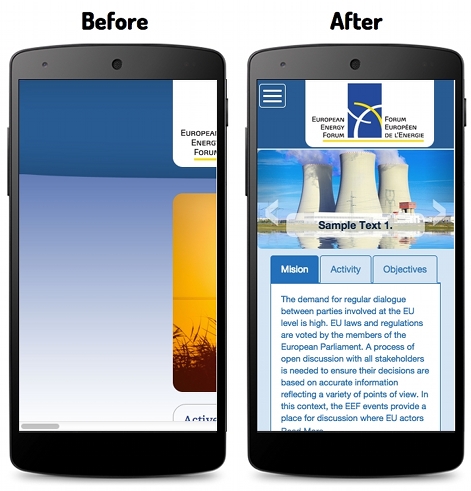 Before
After
EUROPEAN
ENERGY
FORUM
Active
EUROPEAN
ENERGY
FORUM
FORUM
EUROPÉEN
DE L'ENERGIE
Sample Text 1.
Mision
Activity
Objectives
The demand for regular dialogue
between parties involved at the EU
level is high. EU laws and regulations
are voted by the members of the
European Parliament. A process of
open discussion with all stakeholders
is needed to ensure their decisions are
based on accurate information
reflecting a variety of points of view. In
this context, the EEF events provide a
place for discussion where EU actors
Read More